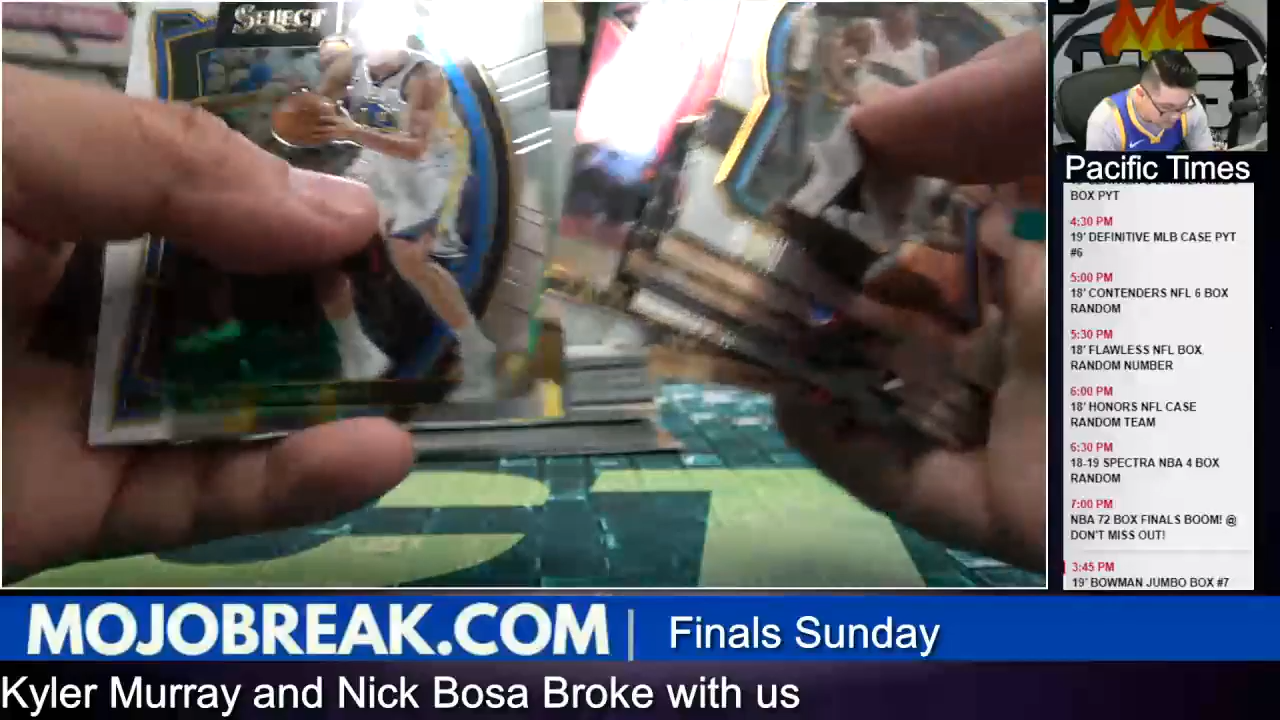 SELECT
Pacific Times
BOX PYT
4:30 PM
19' DEFINITIVE MLB CASE PYT
#6
5:00 PM
18' CONTENDERS NFL 6 BOX
RANDOM
5:30 PM
18' FLAWLESS NFL BOX
RANDOM NUMBER
6:00 PM
18' HONORS NFL CASE
RANDOM TEAM
6:30 PM
18-19 SPECTRA NBA 4 BOX
RANDOM
7:00 PM
NBA 72 BOX FINALS BOOM! @
DON'T MISS OUT!
3:45 PM
19' BOWMAN JUMBO BOX #7
MOJOBREAK.COM | Finals Sunday
Kyler Murray and Nick Bosa Broke with us